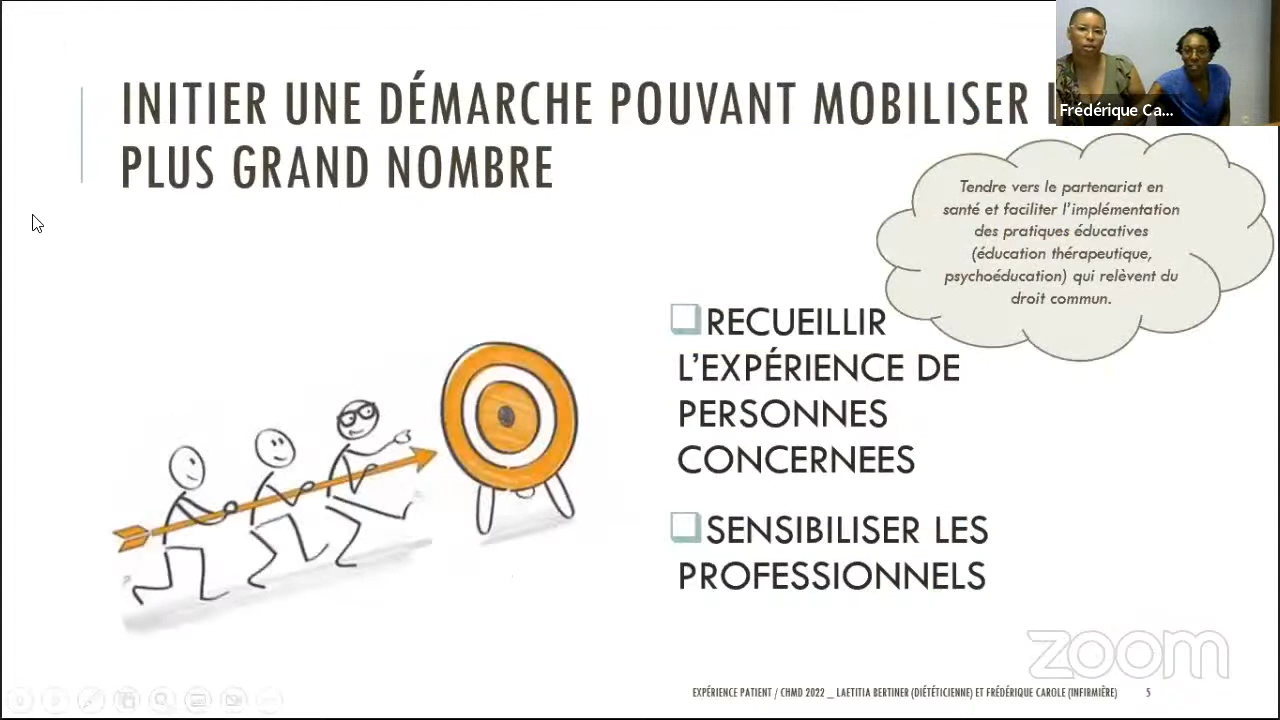 INITIER UNE DÉMARCHE POUVANT MOBILISER
PLUS GRAND NOMBRE
Frédérique Ca...
Tendre vers le partenariat en
santé et faciliter l'implémentation
des pratiques éducatives
(éducation thérapeutique,
psychoéducation) qui relèvent du
droit commun.
RECUEILLIR
L'EXPÉRIENCE DE
PERSONNES
CONCERNEES
SENSIBILISER LES
PROFESSIONNELS
zoom
EXPÉRIENCE PATIENT / CHMD 2022 _ LAETITIA BERTINER (DIÉTÉTICIENNE) ET FRÉDÉRIQUE CAROLE (INFIRMIÈRE) 5